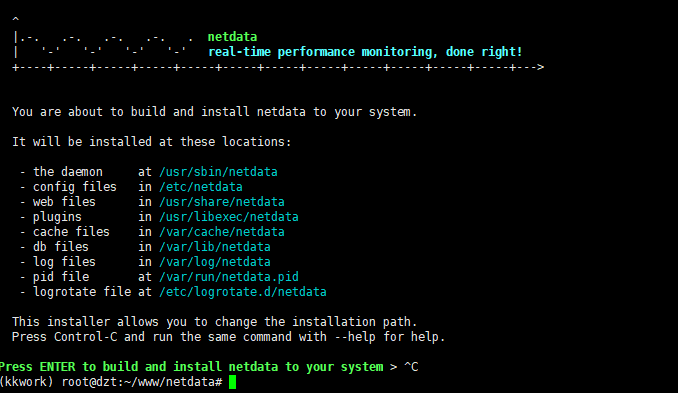 ^
|.-.   .-.   .-.   .-.   .  netdata
|   '-'   '-'   '-'   '-'   real-time performance monitoring, done right!
+----+-----+-----+-----+-----+-----+-----+-----+-----+-----+-----+-----+--->
You are about to build and install netdata to your system.
It will be installed at these locations:
- the daemon     at /usr/sbin/netdata
- config files   in /etc/netdata
- web files      in /usr/share/netdata
- plugins        in /usr/libexec/netdata
- cache files    in /var/cache/netdata
- db files       in /var/lib/netdata
- log files      in /var/log/netdata
- pid file       at /var/run/netdata.pid
- logrotate file at /etc/logrotate.d/netdata
This installer allows you to change the installation path.
Press Control-C and run the same command with --help for help.
Press ENTER to build and install netdata to your system > ^C
(kkwork) root@dzt:~/www/netdata#